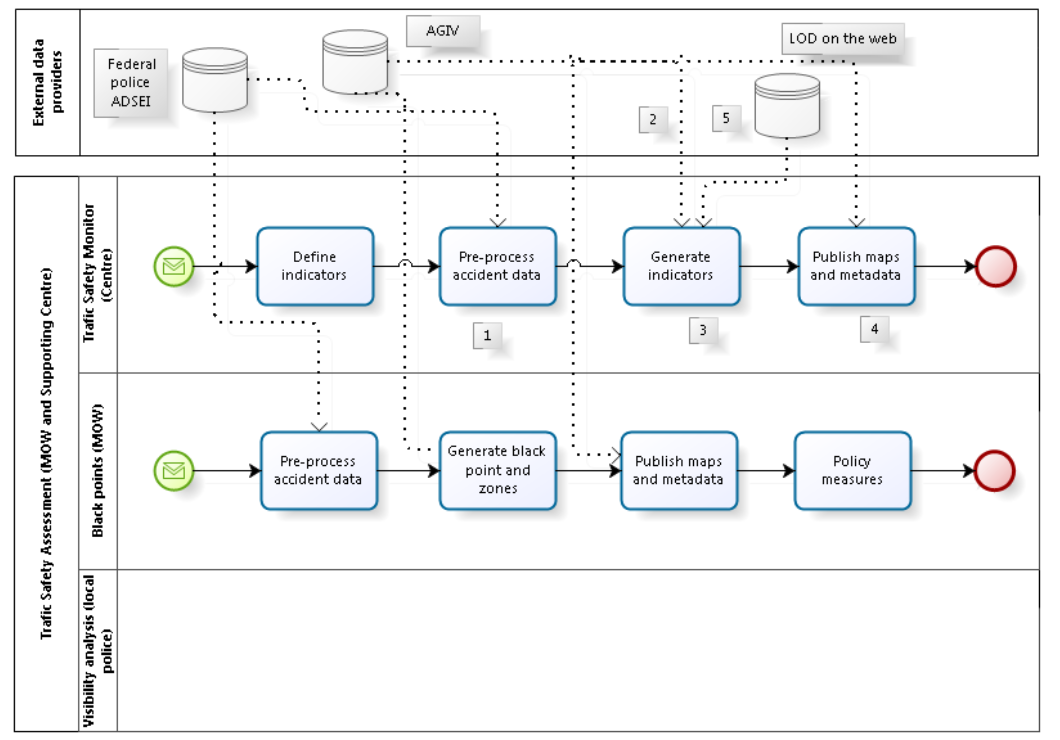 External data
providers
Federal
police
ADSEI
AGIV
LOD on the web
2
5
Trafic Safety Assessment (MOW and Supporting Centre)
Trafic Safety Monitor
(Centre)
Define
indicators
Pre-process
accident data
Generate
indicators
Publish maps
and metadata
1
3
4
Black points (MOW)
Pre-process
accident data
Generate black
point and
zones
Publish maps
and metadata
Policy
measures
Visibility analysis (local
police)